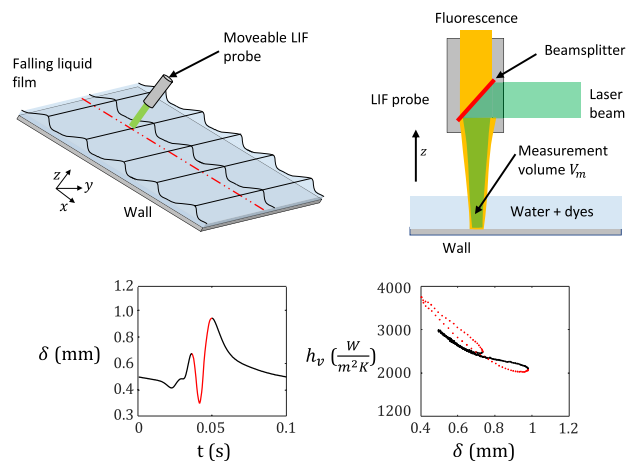 Moveable LIF
probe
Falling liquid
film
z
y
x
Wall
Fluorescence
Beamsplitter
LIF probe
Laser
beam
z
Measurement
volume Vₘ
Water + dyes
Wall
1.2
1.0
0.8
0.6
0.4
0.3
δ (mm)
0
0.05
0.1
t (s)
4000
3000
2000
1200
hᵥ (W/m²K)
0.4
0.6
0.8
1
1.2
δ (mm)